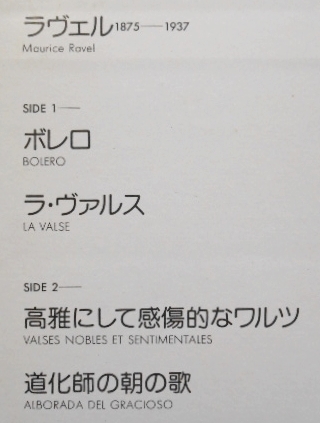 ラヴェル1875—1937
Maurice Ravel
SIDE 1—
ボレロ
BOLERO
ラ・ヴァルス
LA VALSE
SIDE 2—
高雅にして感傷的なワルツ
VALSES NOBLES ET SENTIMENTALES
道化師の朝の歌
ALBORADA DEL GRACIOSO